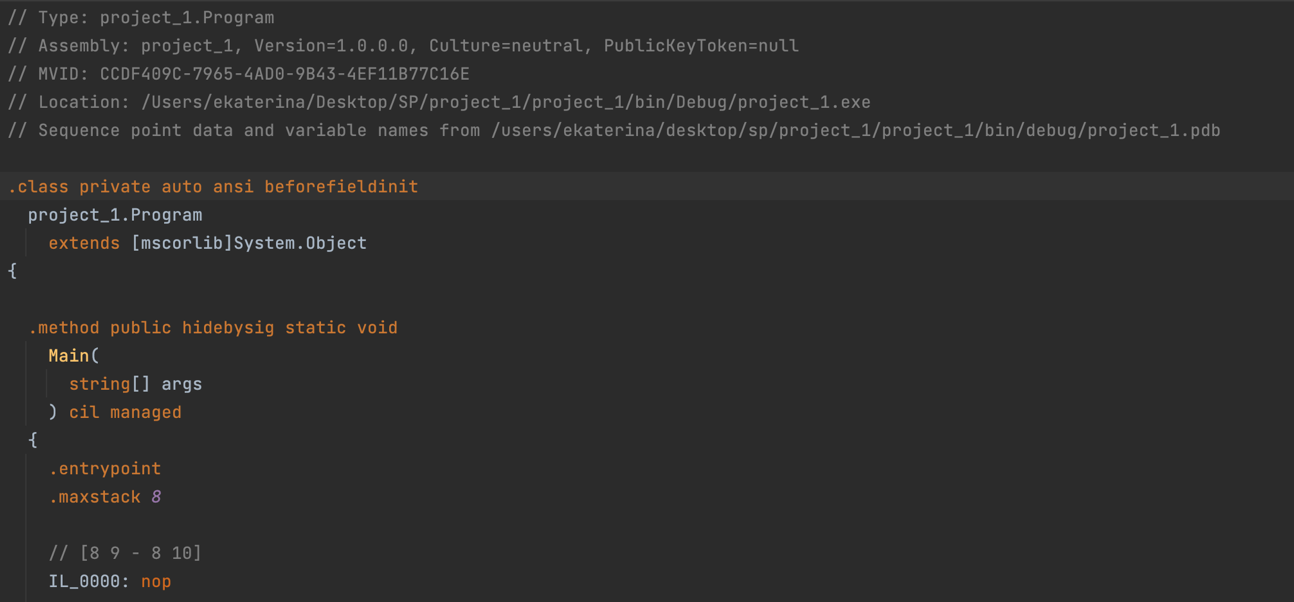 // Type: project_1.Program
// Assembly: project_1, Version=1.0.0.0, Culture=neutral, PublicKeyToken=null
// MVID: CCDF409C-7965-4AD0-9B43-4EF11B77C16E
// Location: /Users/ekaterina/Desktop/SP/project_1/project_1/bin/Debug/project_1.exe
// Sequence point data and variable names from /users/ekaterina/desktop/sp/project_1/project_1/bin/debug/project_1.pdb
.class private auto ansi beforefieldinit
project_1.Program
extends [mscorlib]System.Object
{
.method public hidebysig static void
Main(
string[] args
) cil managed
{
.entrypoint
.maxstack 8
// [8 9 - 8 10]
IL_0000: nop